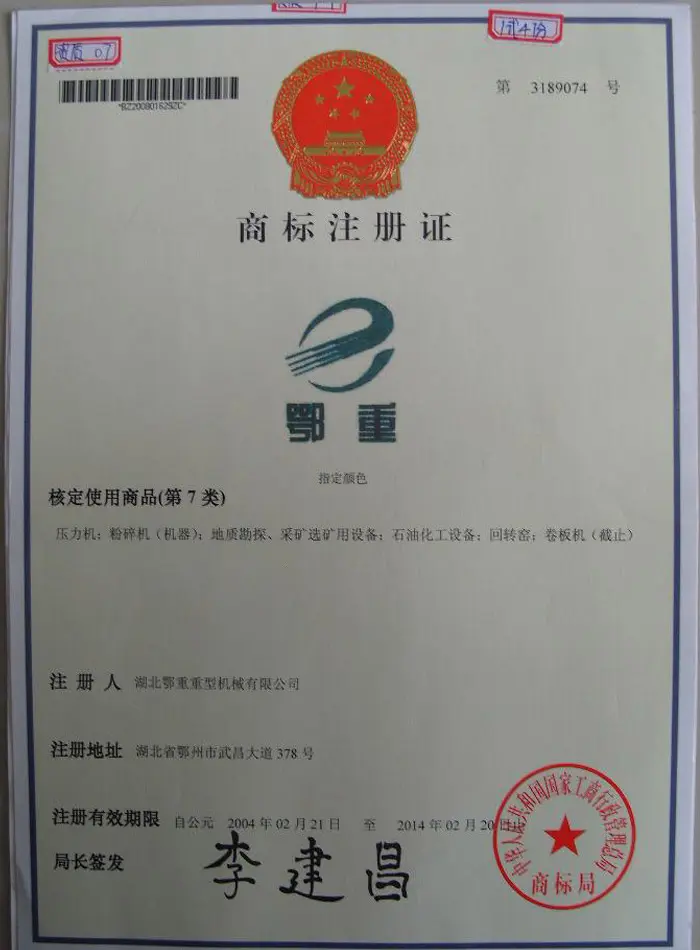 资质 07
*BZ20080152SZC*
第 3189074 号
商标注册证
鄂重
指定颜色
核定使用商品(第 7 类)
压力机；粉碎机（机器）；地质勘探、采矿选矿用设备；石油化工设备；回转窑；卷板机（截止）
注册人 湖北鄂重重型机械有限公司
注册地址 湖北省鄂州市武昌大道 378 号
注册有效期限 自公元 2004 年 02 月 21 日 至 2014 年 02 月 20 日止
局长签发 李建昌
中华人民共和国国家工商行政管理总局
商标局